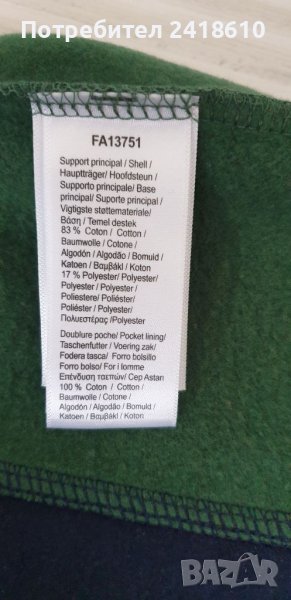 Потребител 2418610
FA13751
Support principal / Shell /
Hauptträger/ Hoofdsteun /
Supporto principale/ Base
principal/ Suporte principal /
Vigtigste støttemateriale/
Βάση / Temel destek
83 % Coton / Cotton /
Baumwolle / Cotone /
Algodón / Algodão / Bomuld /
Katoen / Βαμβάκι / Koton
17 % Polyester/ Polyester/
Polyester / Polyester /
Poliestere/ Poliéster/
Poliéster / Polyester/
Πολυεστέρας /Polyester
Doublure poche/ Pocket lining/
Taschenfutter / Voering zak/
Fodera tasca/ Forro bolsillo
Forro bolso/ For i lomme
Επένδυση τσεπών/ Cep Astarı
100 % Coton / Cotton /
Baumwolle / Cotone /
Algodón / Algodão / Bomuld /
Katoen / Βαμβάκι / Koton
BAZAR